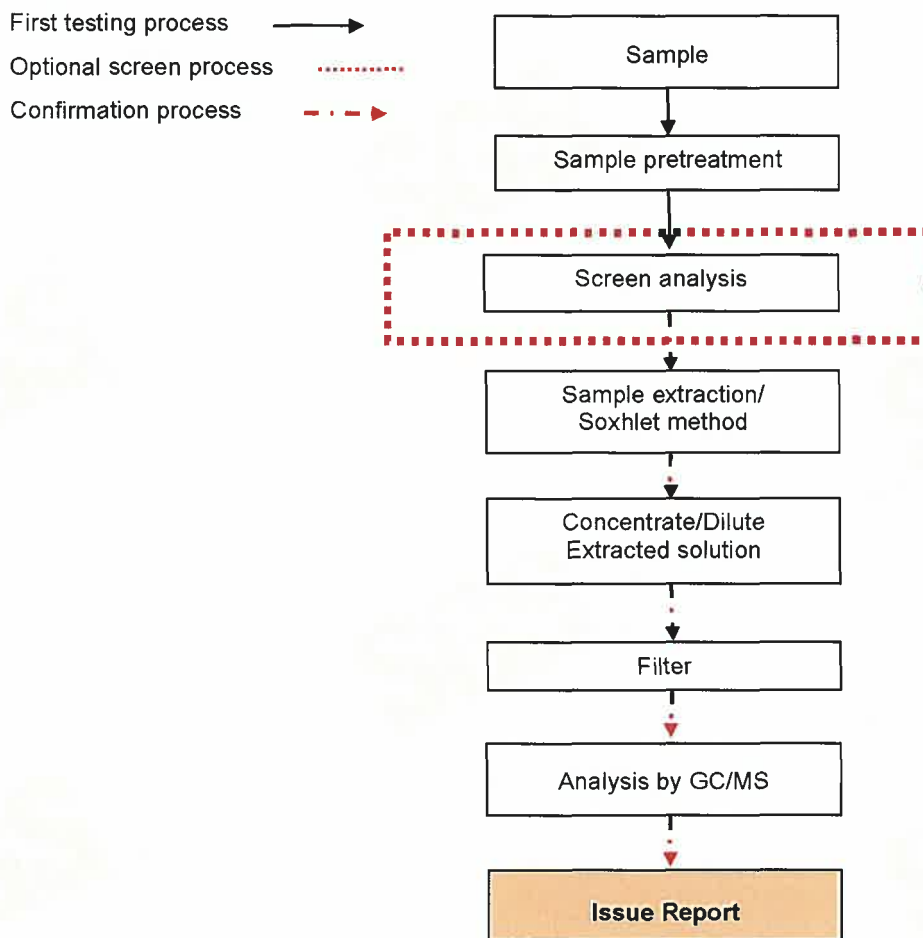 First testing process
Optional screen process
Confirmation process
Sample
Sample pretreatment
Screen analysis
Sample extraction/
Soxhlet method
Concentrate/Dilute
Extracted solution
Filter
Analysis by GC/MS
Issue Report